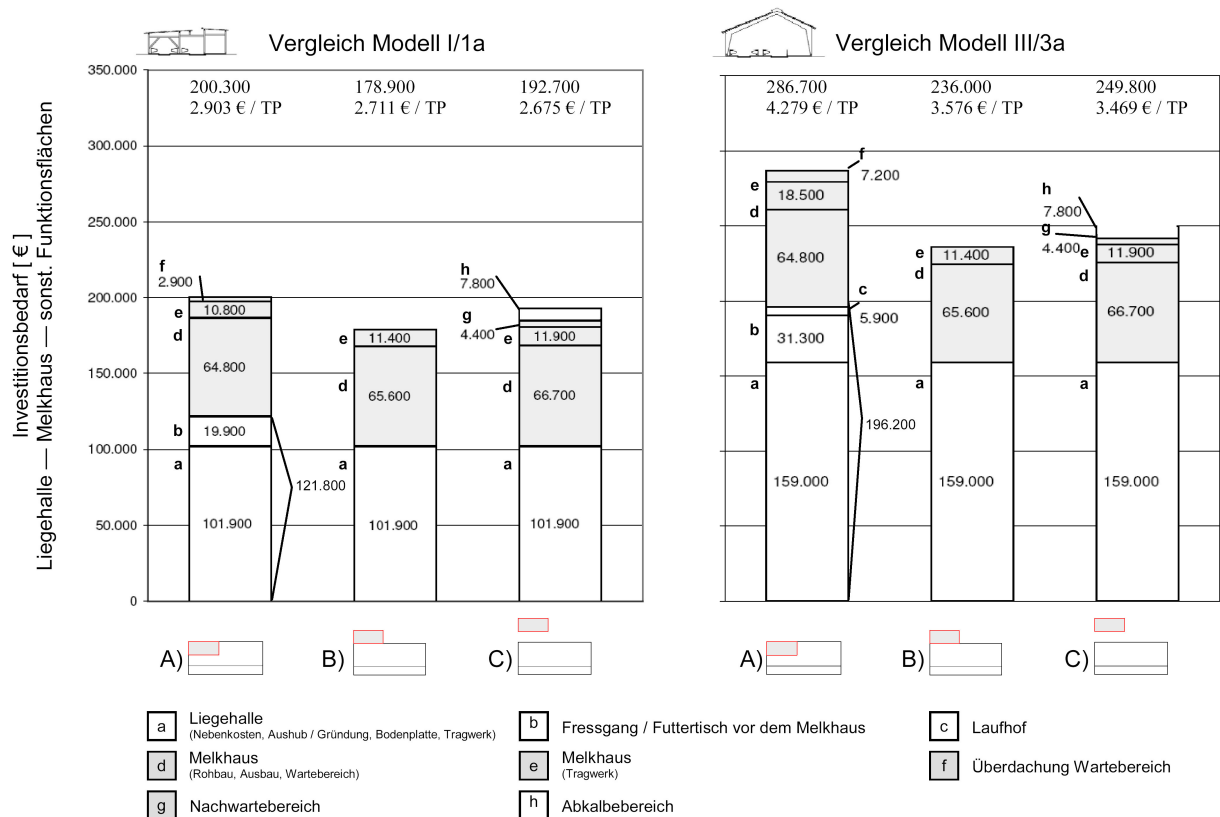 Vergleich Modell I/1a
Vergleich Modell III/3a
Investitionsbedarf [ € ]
Liegehalle — Melkhaus — sonst. Funktionsflächen
350.000
300.000
250.000
200.000
150.000
100.000
50.000
0
200.300
2.903 € / TP
178.900
2.711 € / TP
192.700
2.675 € / TP
f
2.900
e
10.800
d
64.800
b
19.900
a
101.900
121.800
e
11.400
d
65.600
a
101.900
h
7.800
g
4.400
e
11.900
d
66.700
a
101.900
286.700
4.279 € / TP
236.000
3.576 € / TP
249.800
3.469 € / TP
f
7.200
e
18.500
d
64.800
c
5.900
b
31.300
a
196.200
159.000
e
11.400
d
65.600
a
159.000
h
7.800
g
4.400
e
11.900
d
66.700
a
159.000
A)
B)
C)
A)
B)
C)
a Liegehalle
(Nebenkosten, Aushub / Gründung, Bodenplatte, Tragwerk)
b Fressgang / Futtertisch vor dem Melkhaus
c Laufhof
d Melkhaus
(Rohbau, Ausbau, Wartebereich)
e Melkhaus
(Tragwerk)
f Überdachung Wartebereich
g Nachwartebereich
h Abkalbebereich